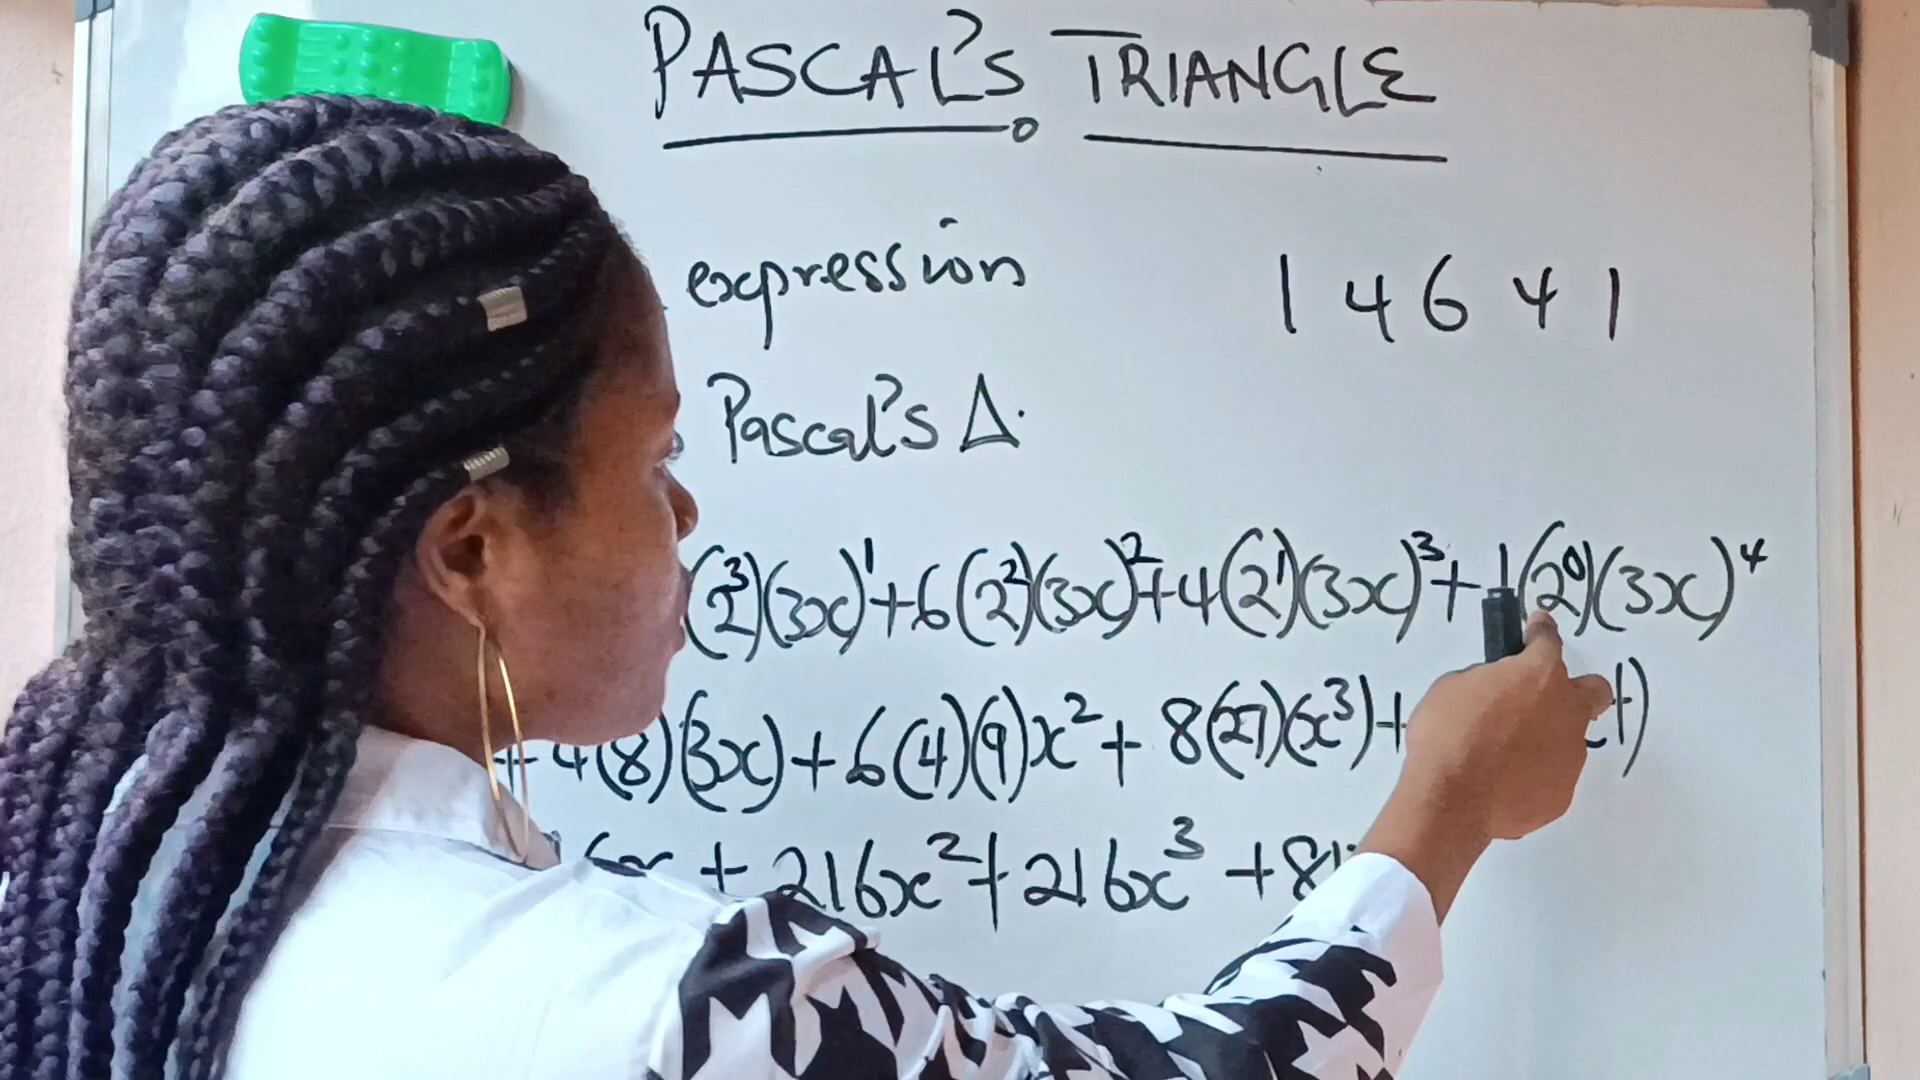 PASCAL'S TRIANGLE
expression 1 4 6 4 1
Pascal's Δ.
(2³)(3x)¹+6(2²)(3x)²+4(2¹)(3x)³+1(2⁰)(3x)⁴
+4(8)(3x)+6(4)(9)x²+8(27)(x³)+
6x+216x²+216x³+81